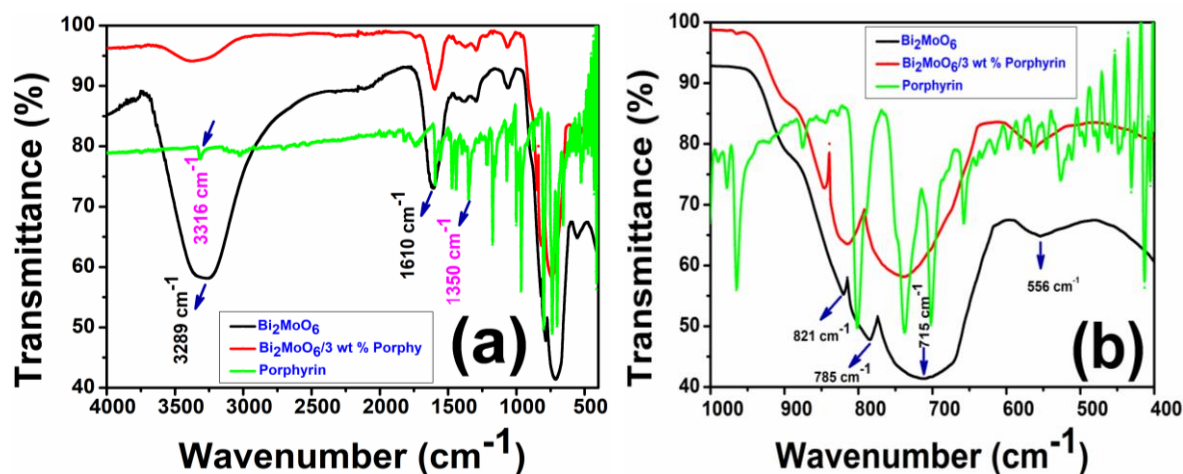 100
90
80
70
60
50
40
Transmittance (%)
3316 cm⁻¹
3289 cm⁻¹
1610 cm⁻¹
1350 cm⁻¹
Bi₂MoO₆
Bi₂MoO₆/3 wt % Porphy
Porphyrin
(a)
4000 3500 3000 2500 2000 1500 1000 500
Wavenumber (cm⁻¹)
100
90
80
70
60
50
40
Transmittance (%)
Bi₂MoO₆
Bi₂MoO₆/3 wt % Porphyrin
Porphyrin
821 cm⁻¹
785 cm⁻¹
715 cm⁻¹
556 cm⁻¹
(b)
1000 900 800 700 600 500 400
Wavenumber (cm⁻¹)